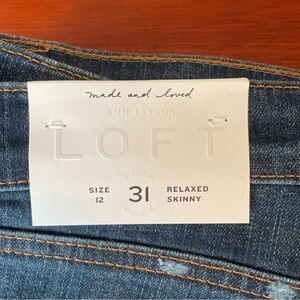 made and loved
ANN TAYLOR
LOFT
SIZE 12 31 RELAXED SKINNY